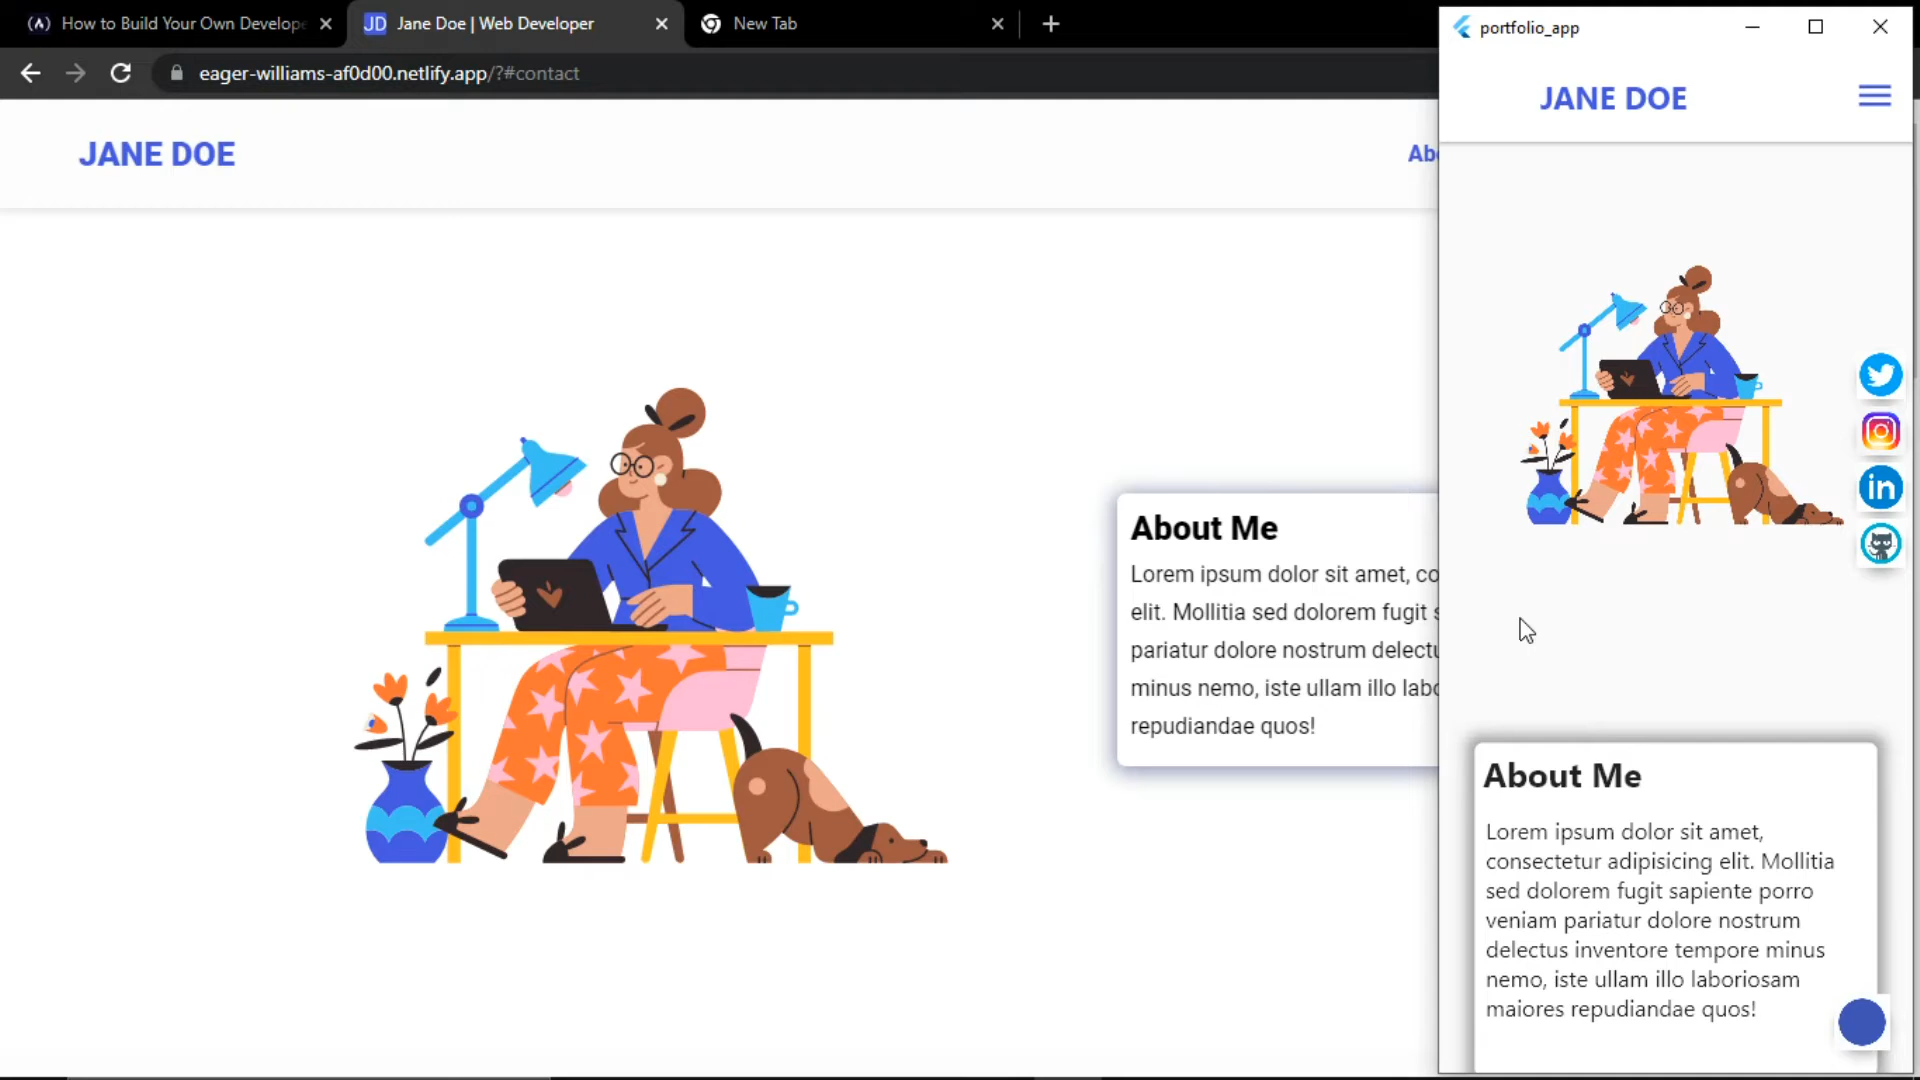 How to Build Your Own Develope
Jane Doe | Web Developer
New Tab
eager-williams-af0d00.netlify.app/?#contact
JANE DOE
Abo
About Me
Lorem ipsum dolor sit amet, co
elit. Mollitia sed dolorem fugit s
pariatur dolore nostrum delectu
minus nemo, iste ullam illo labo
repudiandae quos!
portfolio_app
JANE DOE
in
About Me
Lorem ipsum dolor sit amet,
consectetur adipisicing elit. Mollitia
sed dolorem fugit sapiente porro
veniam pariatur dolore nostrum
delectus inventore tempore minus
nemo, iste ullam illo laboriosam
maiores repudiandae quos!